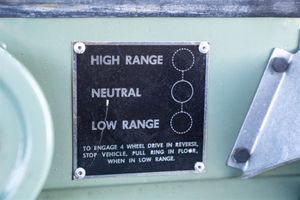 HIGH RANGE
NEUTRAL
LOW RANGE
TO ENGAGE 4 WHEEL DRIVE IN REVERSE,
STOP VEHICLE, PULL RING IN FLOOR,
WHEN IN LOW RANGE.